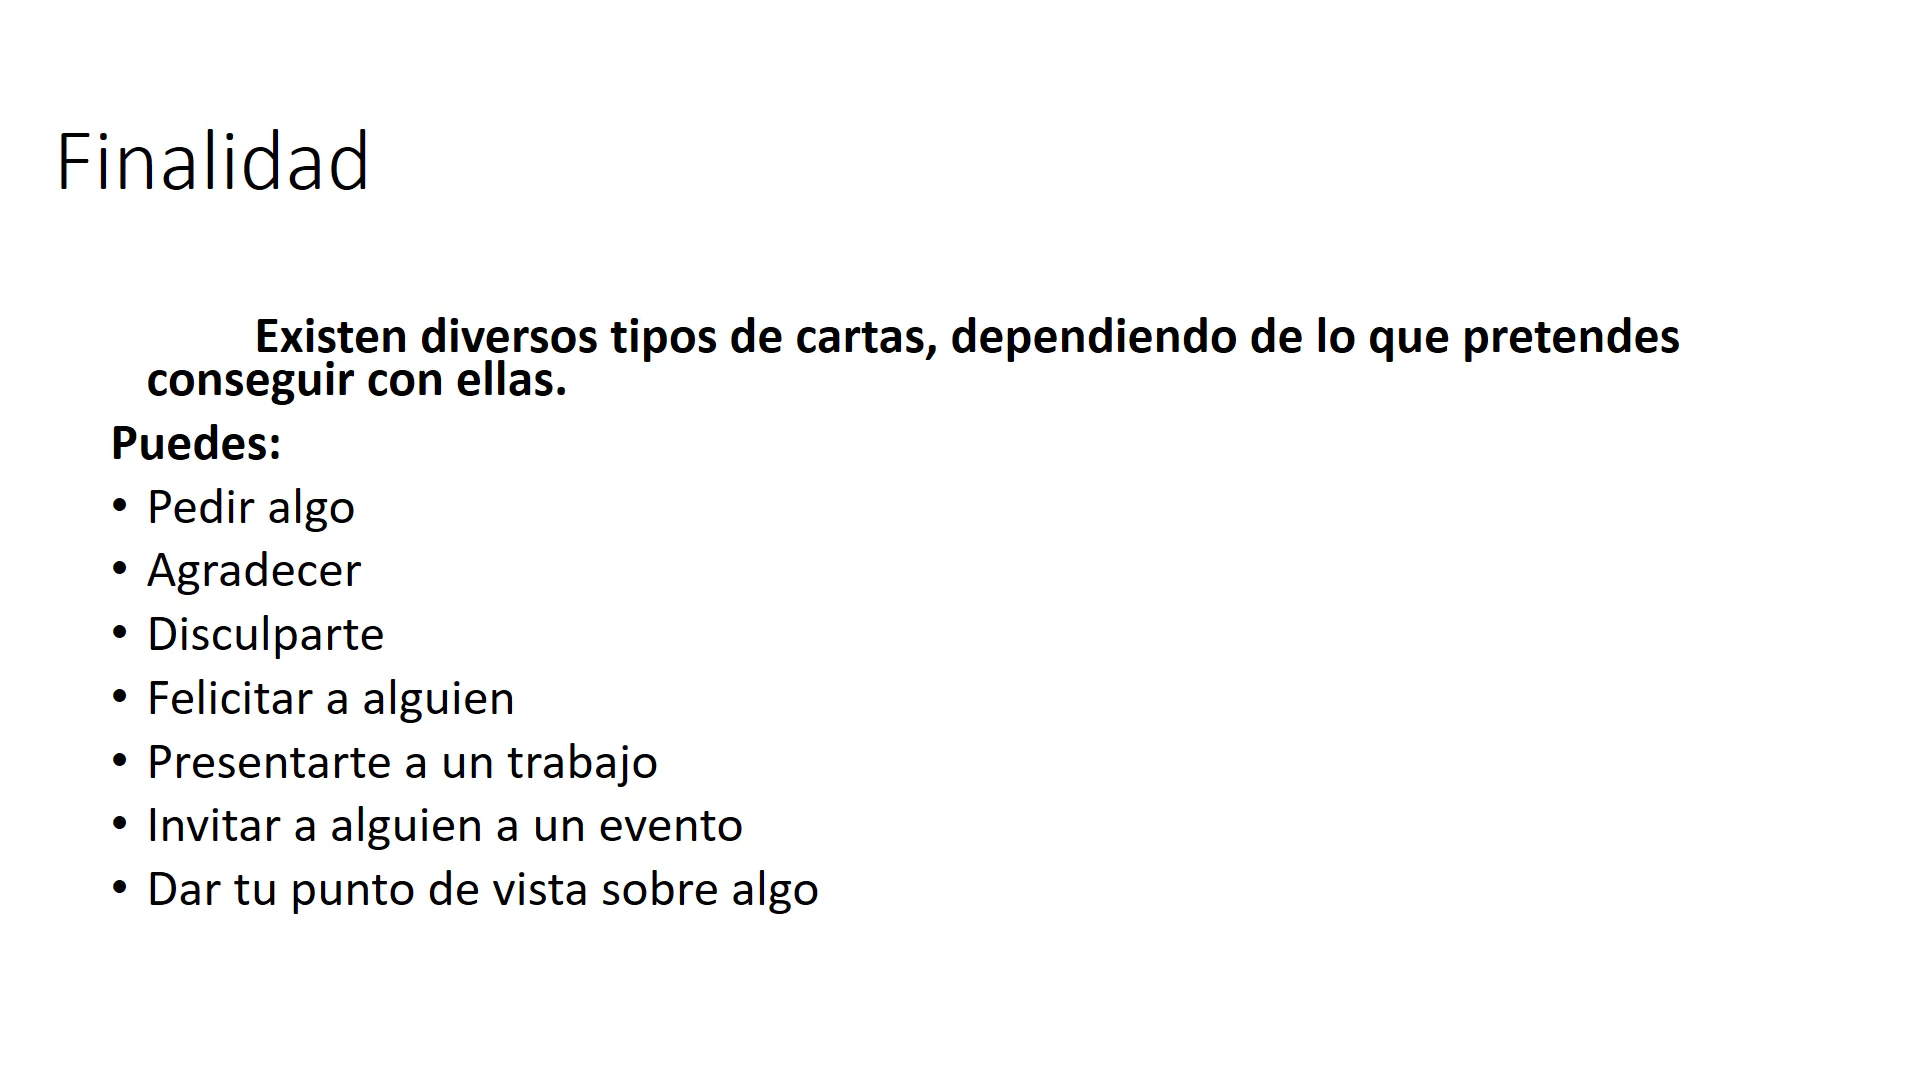 Finalidad
Existen diversos tipos de cartas, dependiendo de lo que pretendes
conseguir con ellas.
Puedes:
• Pedir algo
• Agradecer
• Disculparte
• Felicitar a alguien
• Presentarte a un trabajo
• Invitar a alguien a un evento
• Dar tu punto de vista sobre algo